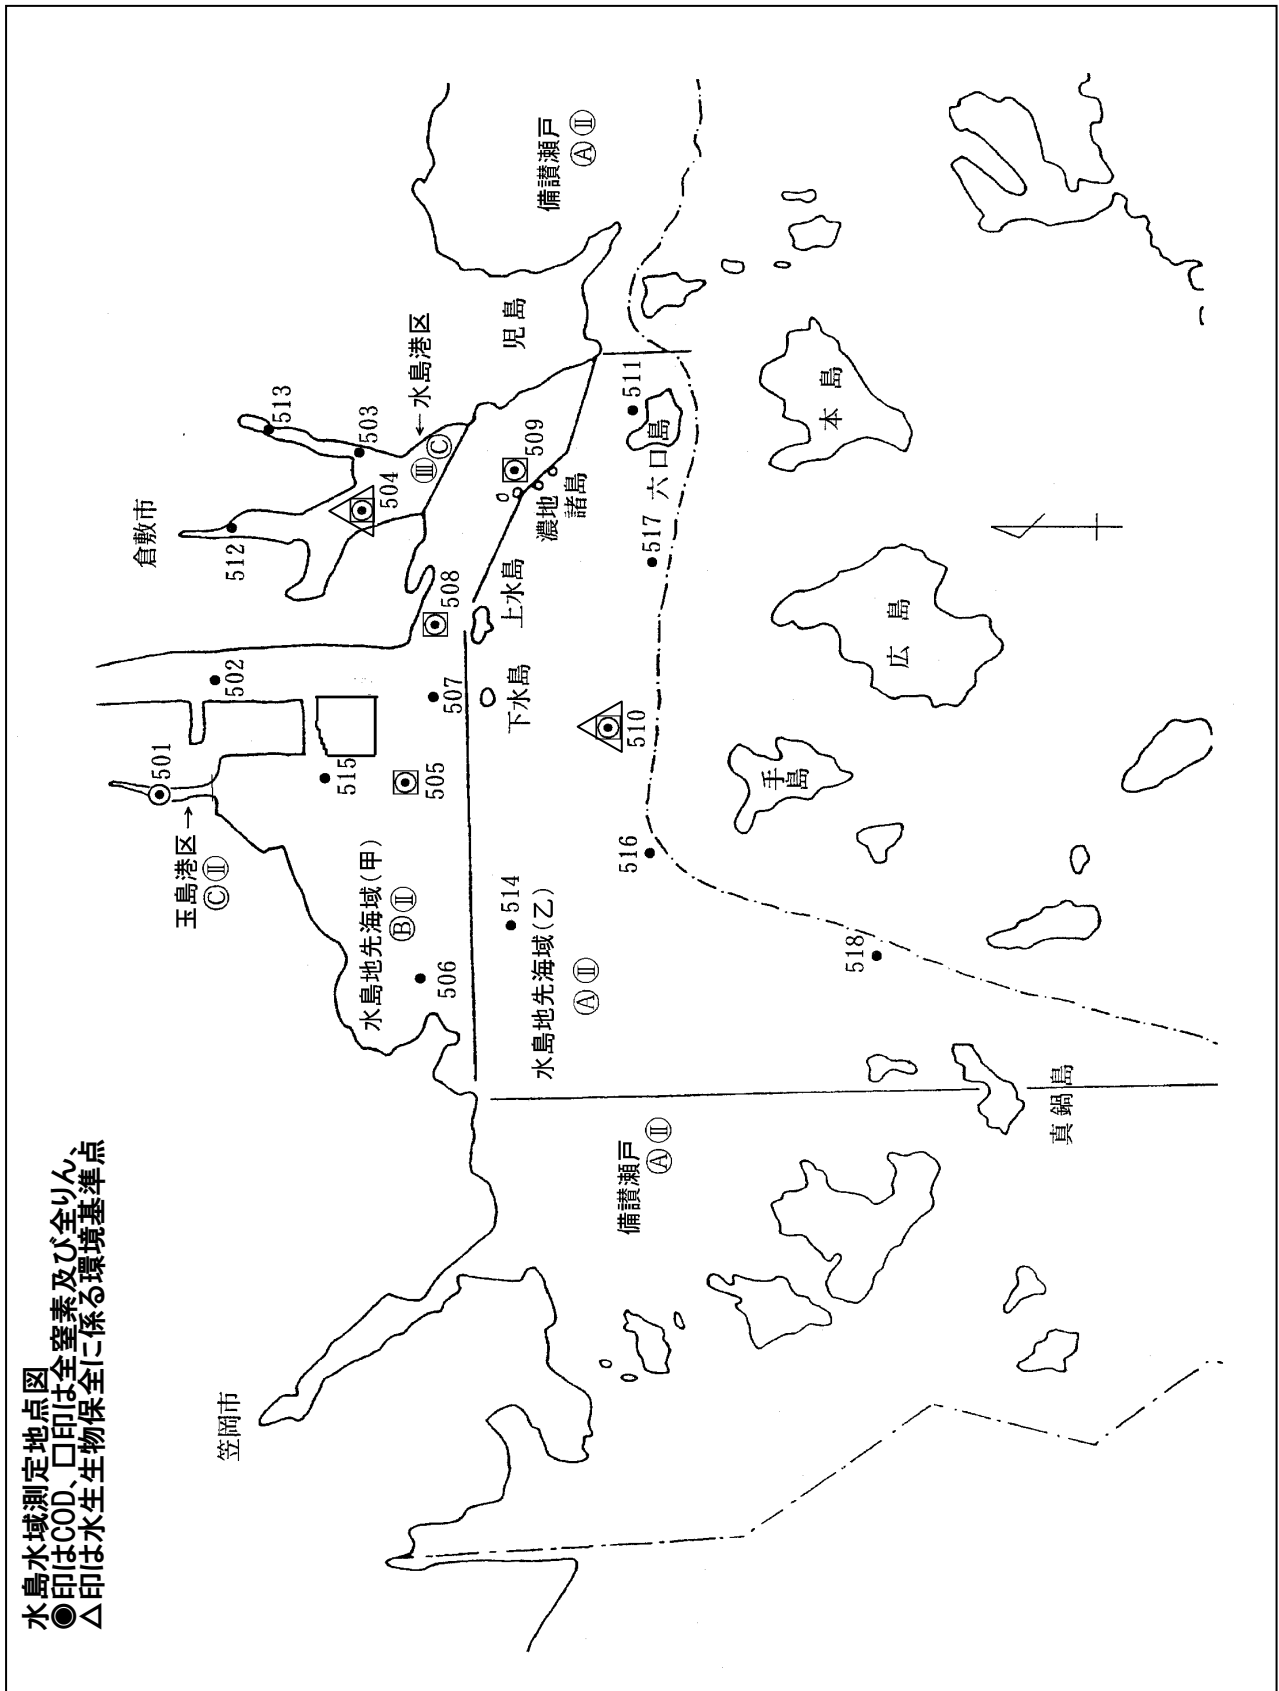 水島水域測定地点図
◉印はCOD、□印は全窒素及び全りん、
△印は水生生物保全に係る環境基準点
笠岡市
倉敷市
玉島港区
Ⓒ Ⅱ
水島地先海域(甲)
Ⓑ Ⅱ
水島地先海域(乙)
Ⓐ Ⅱ
備讃瀬戸
Ⓐ Ⅱ
水島港区
Ⅲ Ⓒ
児島
備讃瀬戸
Ⓐ Ⅱ
501
502
503
504
505
506
507
508
509
510
511
512
513
514
515
516
517
518
下水島
上水島
濃地
諸島
六口島
本島
広島
手島
真鍋島